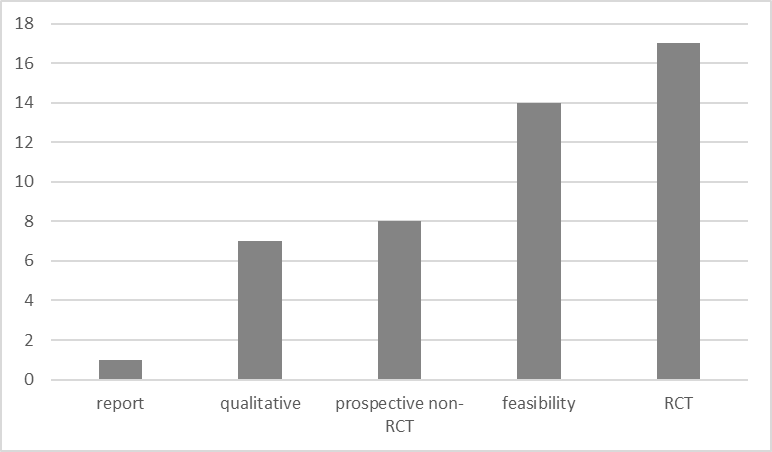 18
16
14
12
10
8
6
4
2
0
report
qualitative
prospective non-
RCT
feasibility
RCT